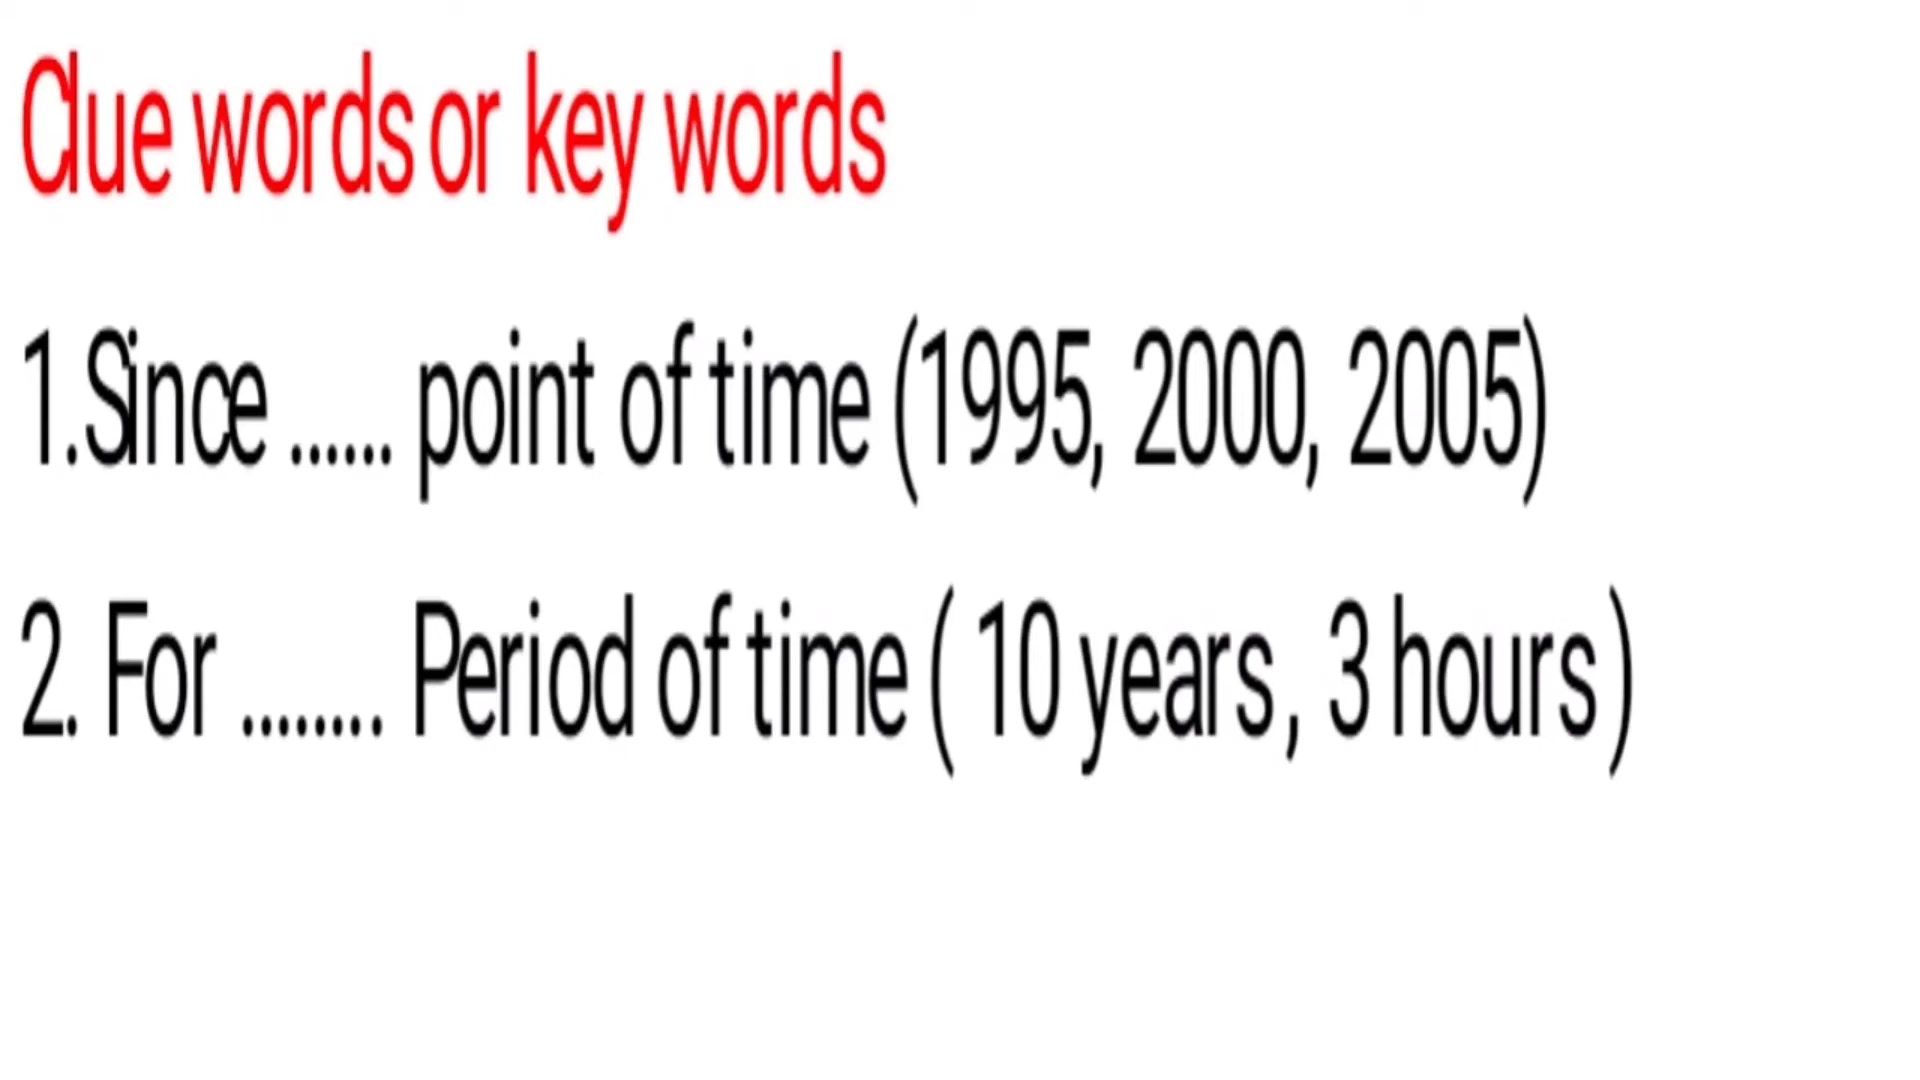 Clue words or key words
1.Since ...... point of time (1995, 2000, 2005)
2. For ........ Period of time ( 10 years , 3 hours )